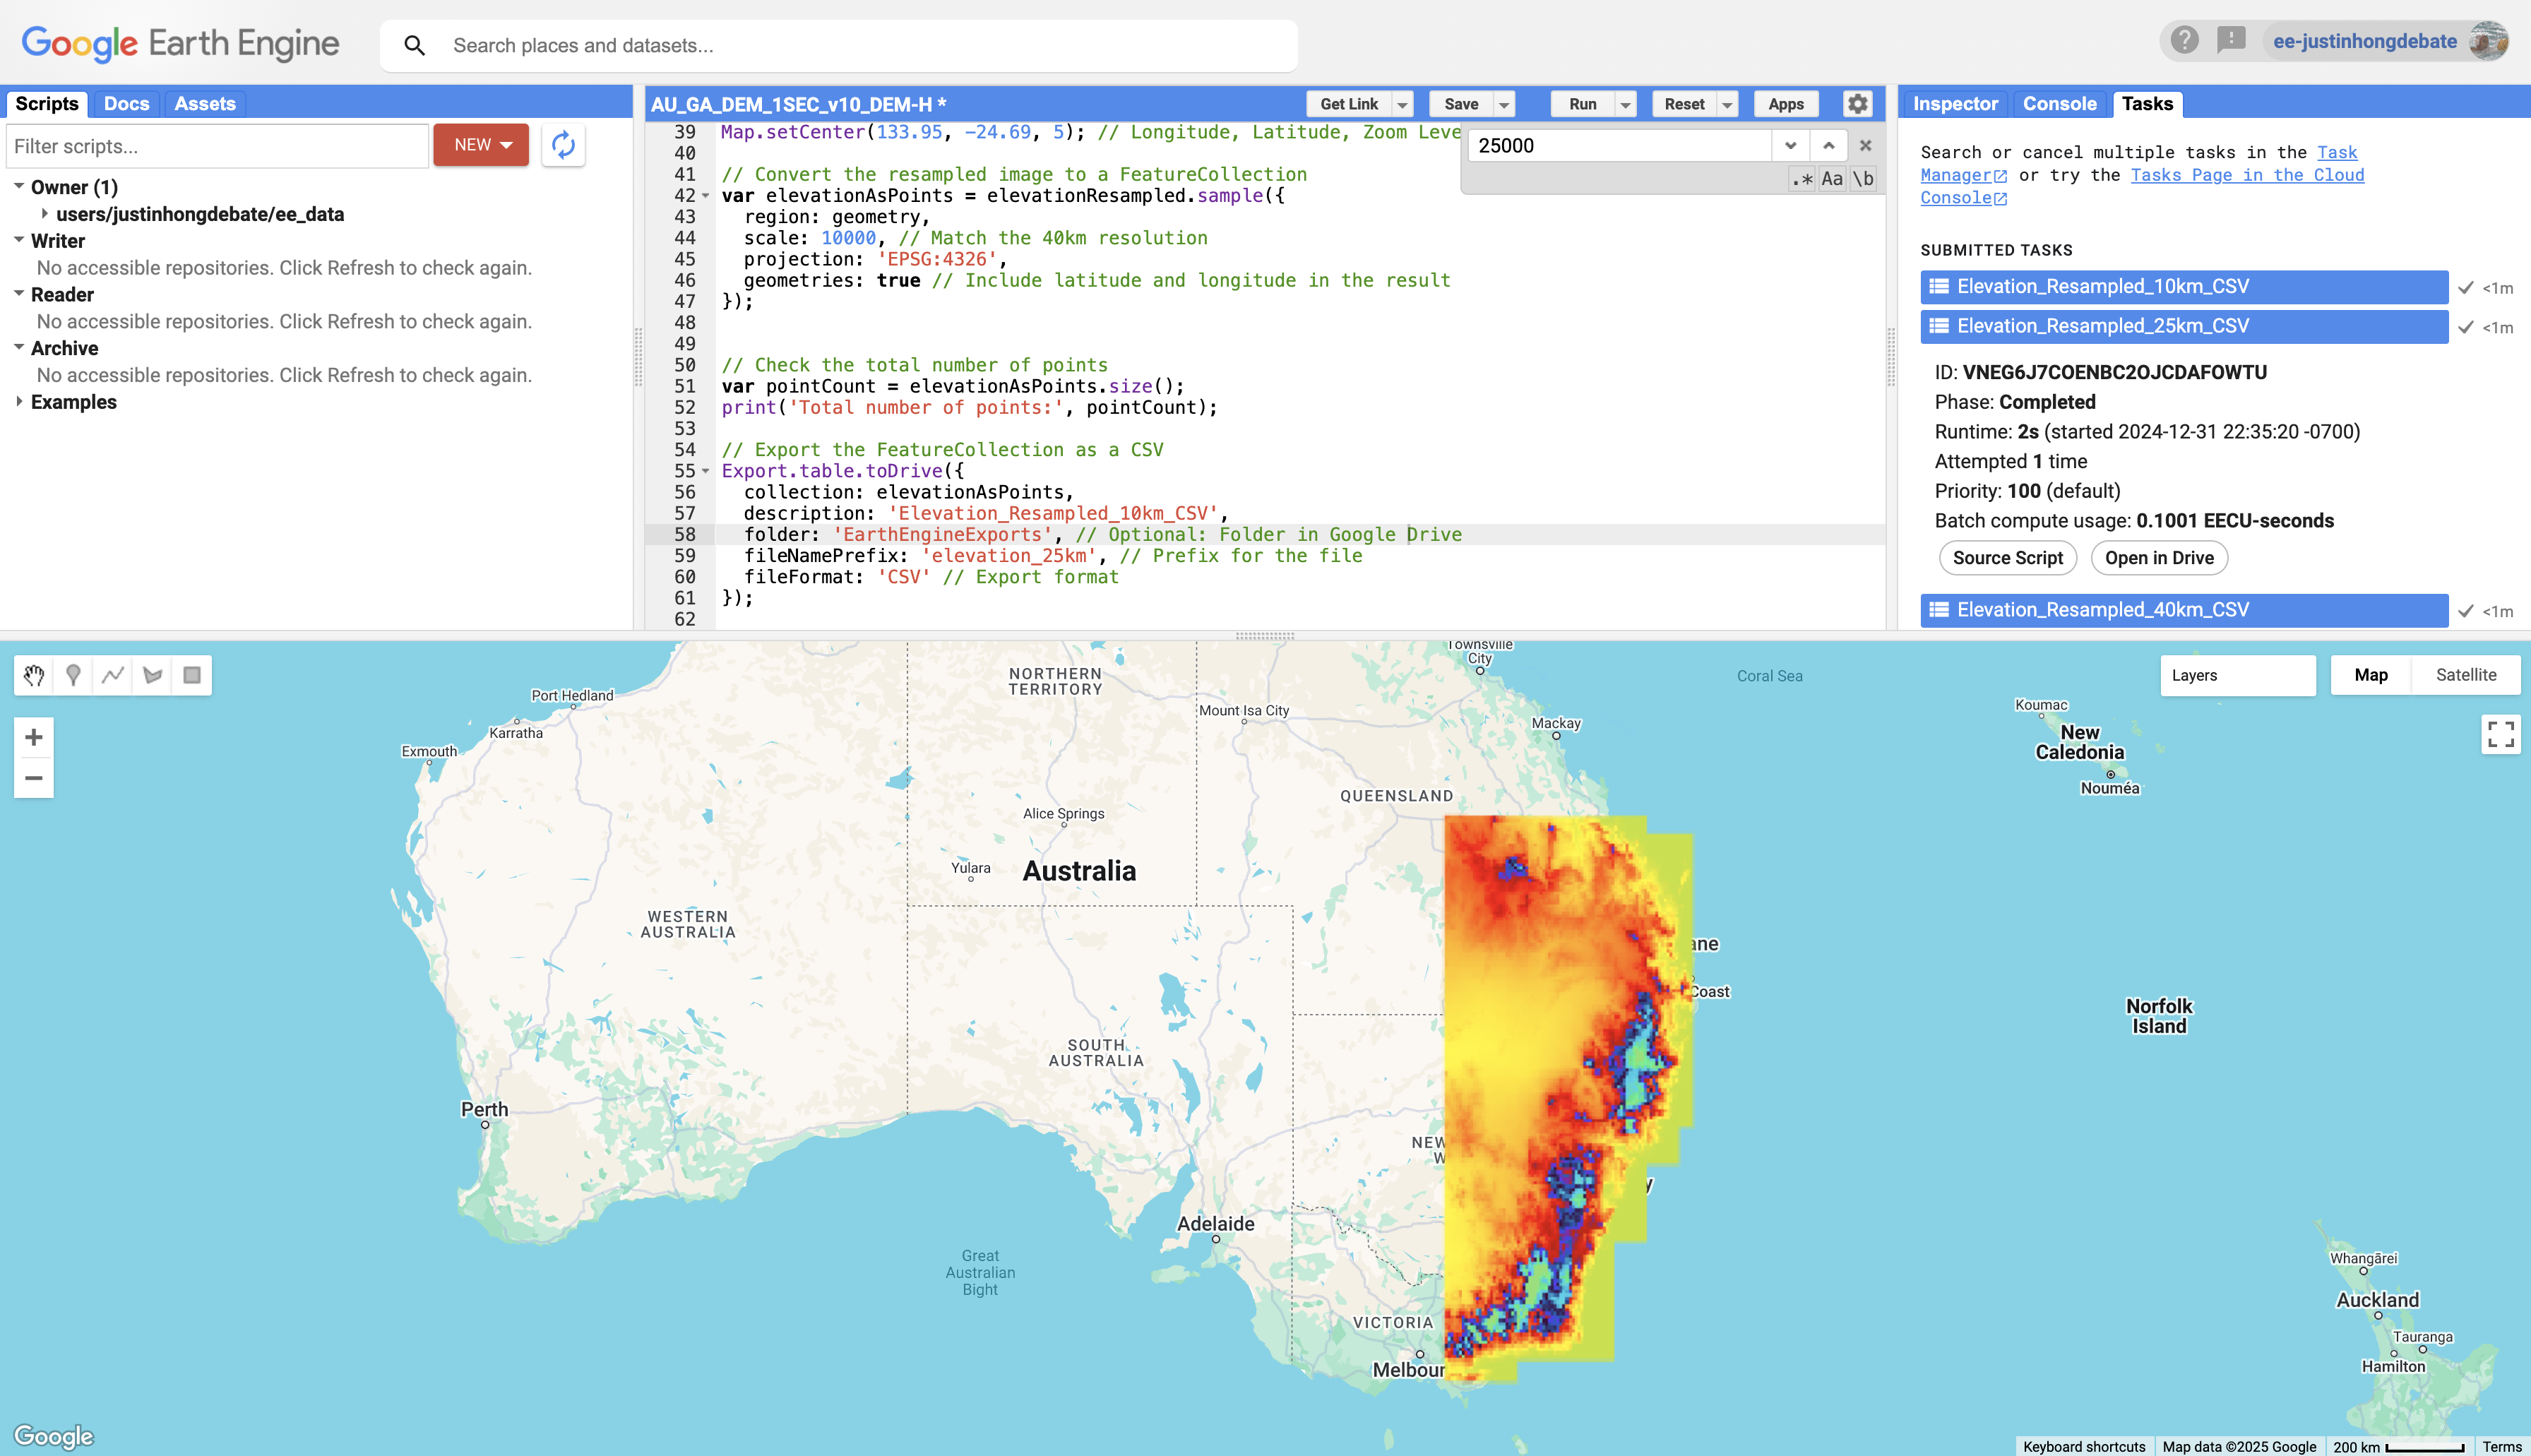 Google Earth Engine
Search places and datasets...
ee-justinhongdebate
Scripts
Docs
Assets
Filter scripts...
NEW
Owner (1)
users/justinhongdebate/ee_data
Writer
No accessible repositories. Click Refresh to check again.
Reader
No accessible repositories. Click Refresh to check again.
Archive
No accessible repositories. Click Refresh to check again.
Examples
AU_GA_DEM_1SEC_v10_DEM-H *
Get Link
Save
Run
Reset
Apps
25000
.*
Aa
\b
39 Map.setCenter(133.95, −24.69, 5); // Longitude, Latitude, Zoom Leve
40
41 // Convert the resampled image to a FeatureCollection
42 var elevationAsPoints = elevationResampled.sample({
43 region: geometry,
44 scale: 10000, // Match the 40km resolution
45 projection: 'EPSG:4326',
46 geometries: true // Include latitude and longitude in the result
47 });
48
49
50 // Check the total number of points
51 var pointCount = elevationAsPoints.size();
52 print('Total number of points:', pointCount);
53
54 // Export the FeatureCollection as a CSV
55 Export.table.toDrive({
56 collection: elevationAsPoints,
57 description: 'Elevation_Resampled_10km_CSV',
58 folder: 'EarthEngineExports', // Optional: Folder in Google Drive
59 fileNamePrefix: 'elevation_25km', // Prefix for the file
60 fileFormat: 'CSV' // Export format
61 });
62
Inspector
Console
Tasks
Search or cancel multiple tasks in the Task
Manager or try the Tasks Page in the Cloud
Console
SUBMITTED TASKS
Elevation_Resampled_10km_CSV
<1m
Elevation_Resampled_25km_CSV
<1m
ID: VNEG6J7COENBC2OJCDAFOWTU
Phase: Completed
Runtime: 2s (started 2024-12-31 22:35:20 -0700)
Attempted 1 time
Priority: 100 (default)
Batch compute usage: 0.1001 EECU-seconds
Source Script
Open in Drive
Elevation_Resampled_40km_CSV
<1m
Layers
Map
Satellite
Townsville
City
Coral Sea
NORTHERN
TERRITORY
Port Hedland
Mount Isa City
Mackay
Karratha
Exmouth
Koumac
New
Caledonia
Nouméa
QUEENSLAND
Alice Springs
Yulara
Australia
WESTERN
AUSTRALIA
ane
Coast
Norfolk
Island
SOUTH
AUSTRALIA
Perth
NEW
W
y
Adelaide
Great
Australian
Bight
VICTORIA
Melbour
Whangārei
Auckland
Tauranga
Hamilton
Google
Keyboard shortcuts
Map data ©2025 Google
200 km
Terms